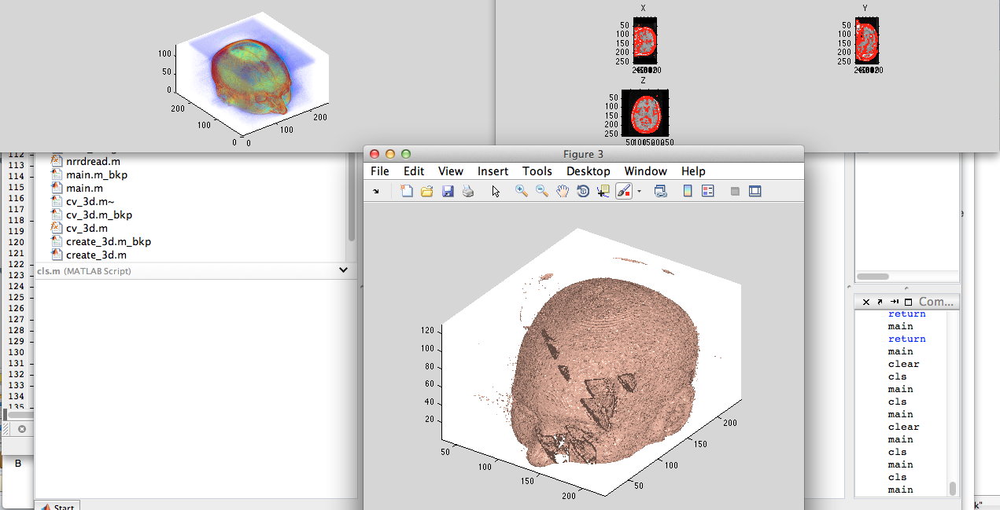 X
50
100
150
200
250
Y
50
100
150
200
250
Z
50
100
150
200
250
100
50
0
200
100
0
0
100
200
112
113
114
115
116
117
118
119
120
121
122
123
124
125
126
127
128
129
130
131
132
133
134
135
nrrdread.m
main.m_bkp
main.m
cv_3d.m~
cv_3d.m_bkp
cv_3d.m
create_3d.m_bkp
create_3d.m
cls.m (MATLAB Script)
B
Start
Figure 3
File Edit View Insert Tools Desktop Window Help
120
100
80
60
40
20
50
100
150
200
50
100
150
200
Com...
return
main
return
main
clear
cls
main
cls
main
clear
main
cls
main
cls
main
k"